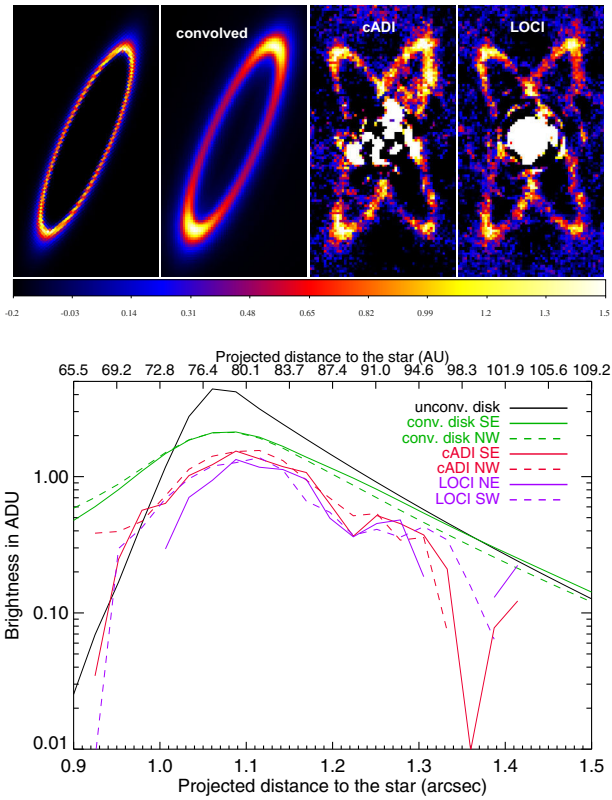 convolved
cADI
LOCI
-0.2 -0.03 0.14 0.31 0.48 0.65 0.82 0.99 1.2 1.3 1.5
Projected distance to the star (AU)
65.5 69.2 72.8 76.4 80.1 83.7 87.4 91.0 94.6 98.3 101.9 105.6 109.2
unconv. disk
conv. disk SE
conv. disk NW
cADI SE
cADI NW
LOCI NE
LOCI SW
Brightness in ADU
1.00
0.10
0.01
0.9 1.0 1.1 1.2 1.3 1.4 1.5
Projected distance to the star (arcsec)